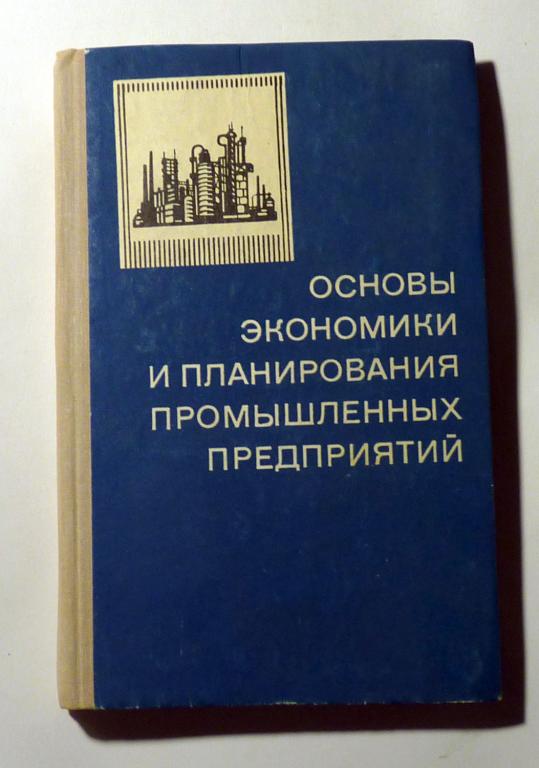 ОСНОВЫ
ЭКОНОМИКИ
И ПЛАНИРОВАНИЯ
ПРОМЫШЛЕННЫХ
ПРЕДПРИЯТИЙ